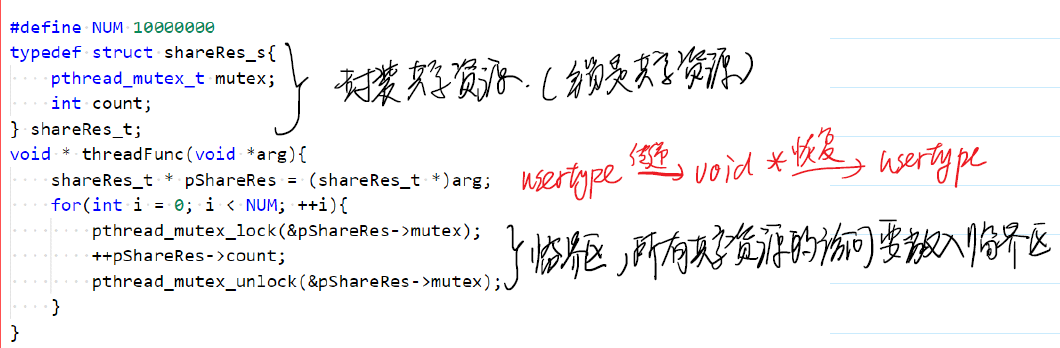 #define NUM 10000000
typedef struct shareRes_s{
pthread_mutex_t mutex;
int count;
} shareRes_t;
封装共享资源.(锁是共享资源)
void * threadFunc(void *arg){
shareRes_t * pShareRes = (shareRes_t *)arg;
usertype 传递 void * 恢复 usertype
for(int i = 0; i < NUM; ++i){
pthread_mutex_lock(&pShareRes->mutex);
++pShareRes->count;
pthread_mutex_unlock(&pShareRes->mutex);
临界区,所有共享资源的访问要放入临界区
}
}